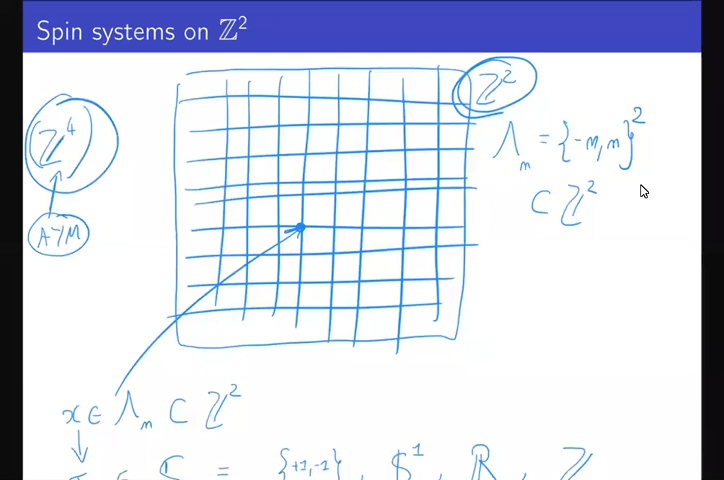 Spin systems on ℤ²
ℤ²
(ℤ⁴)
Λₘ = {-m, m}²
⊂ ℤ²
AYM
x ∈ Λₘ ⊂ ℤ²
∈ S = {+1,-1}, S¹, ℝ, ℤ